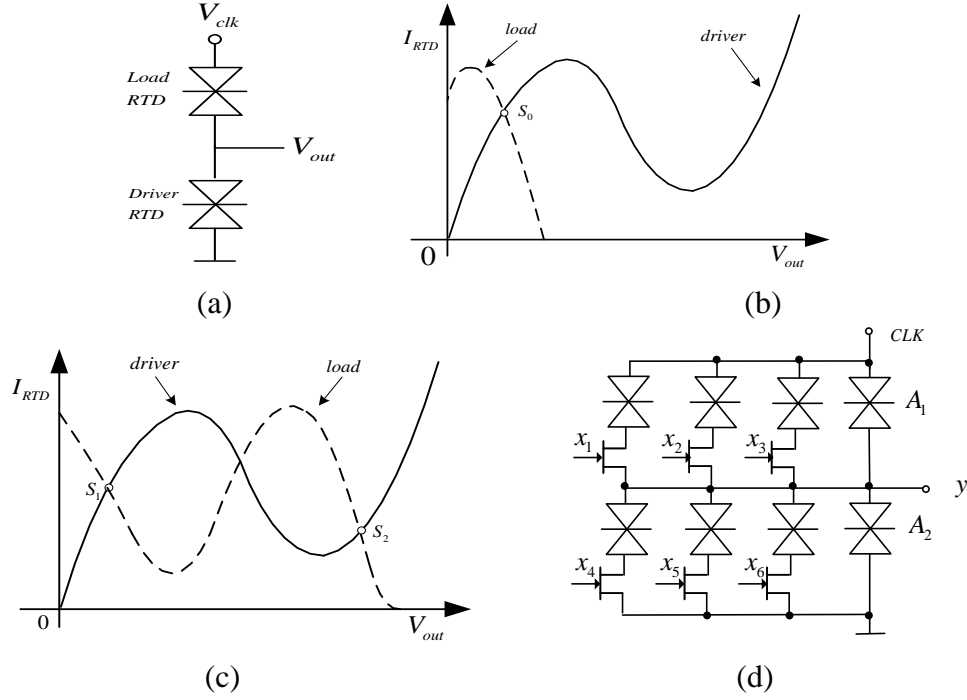 V_clk
Load
RTD
V_out
Driver
RTD
(a)
I_RTD
load
driver
S_0
0
V_out
(b)
I_RTD
driver
load
S_1
S_2
0
V_out
(c)
CLK
A_1
x_1
x_2
x_3
y
A_2
x_4
x_5
x_6
(d)